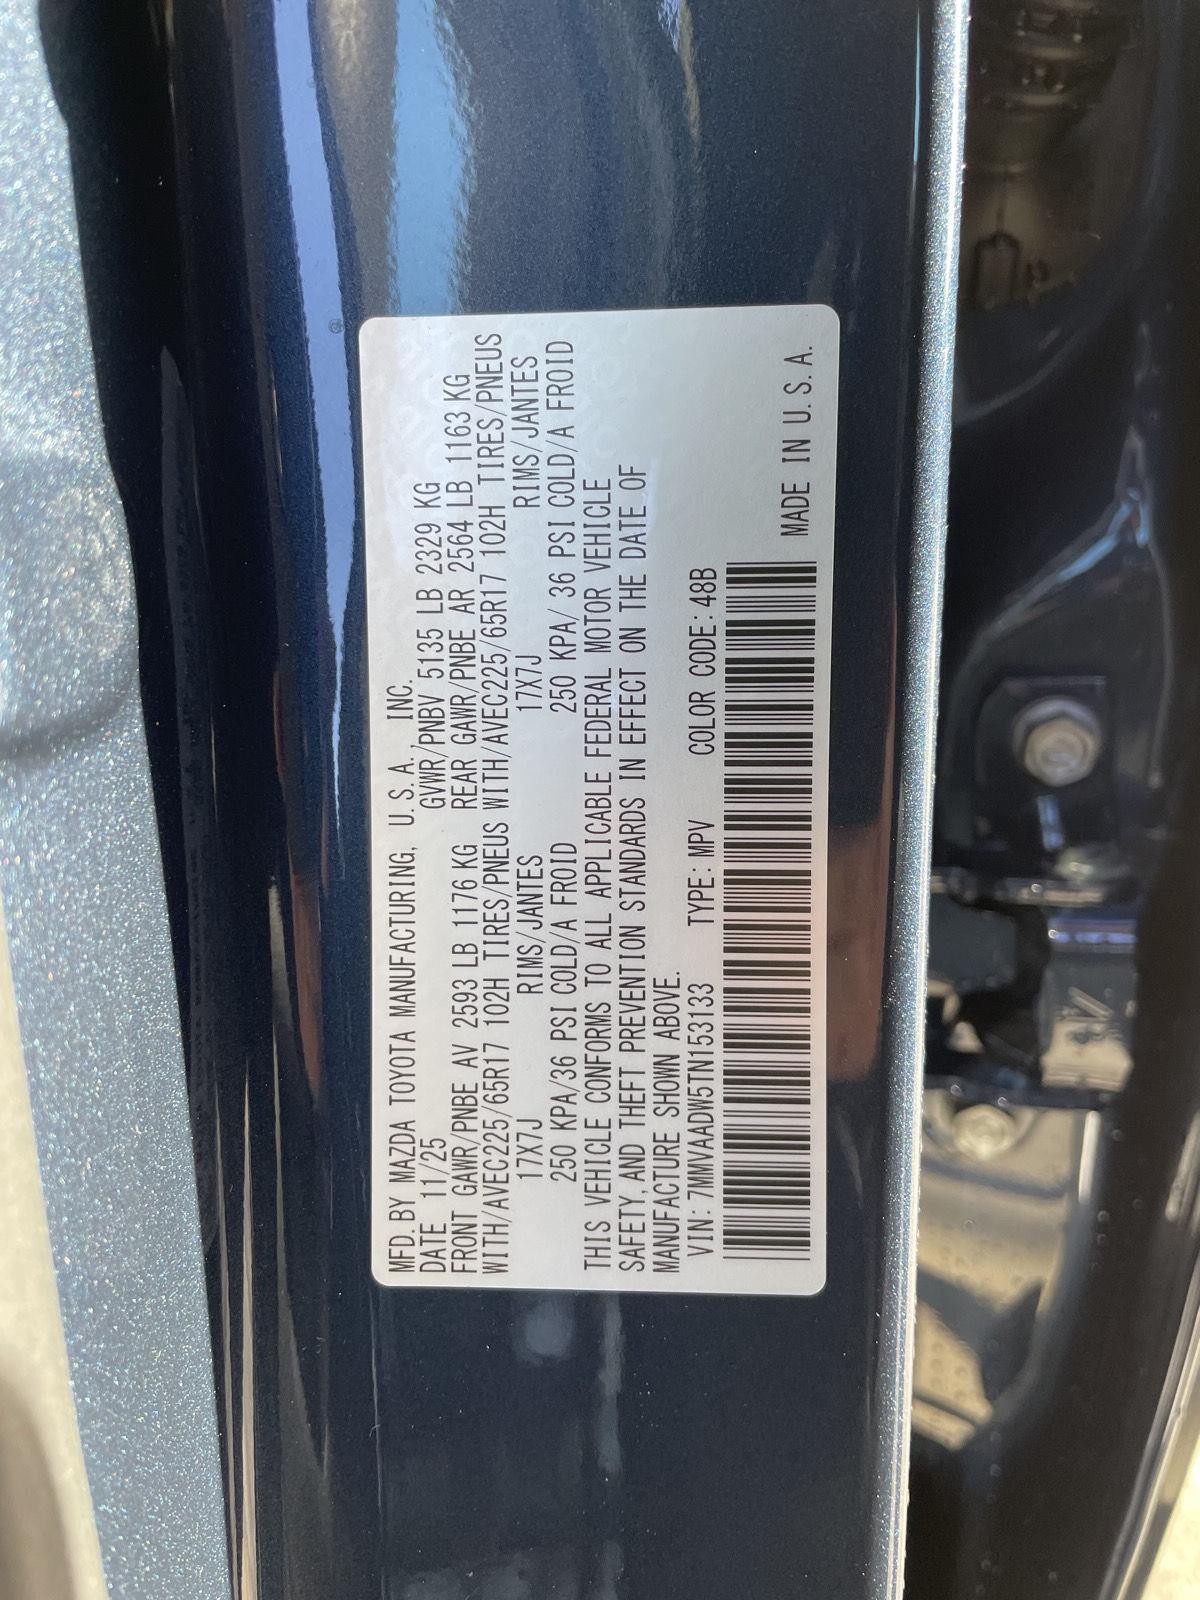 MFD. BY MAZDA TOYOTA MANUFACTURING, U. S. A., INC.
DATE 11/25 GVWR/PNBV 5135 LB 2329 KG
FRONT GAWR/PNBE AV 2593 LB 1176 KG REAR GAWR/PNBE AR 2564 LB 1163 KG
WITH/AVEC225/65R17 102H TIRES/PNEUS WITH/AVEC225/65R17 102H TIRES/PNEUS
17X7J RIMS/JANTES 17X7J RIMS/JANTES
250 KPA/36 PSI COLD/A FROID 250 KPA/ 36 PSI COLD/A FROID
THIS VEHICLE CONFORMS TO ALL APPLICABLE FEDERAL MOTOR VEHICLE
SAFETY, AND THEFT PREVENTION STANDARDS IN EFFECT ON THE DATE OF
MANUFACTURE SHOWN ABOVE.
VIN: 7MMVAADW5TN153133 TYPE: MPV COLOR CODE: 48B
MADE IN U. S. A.